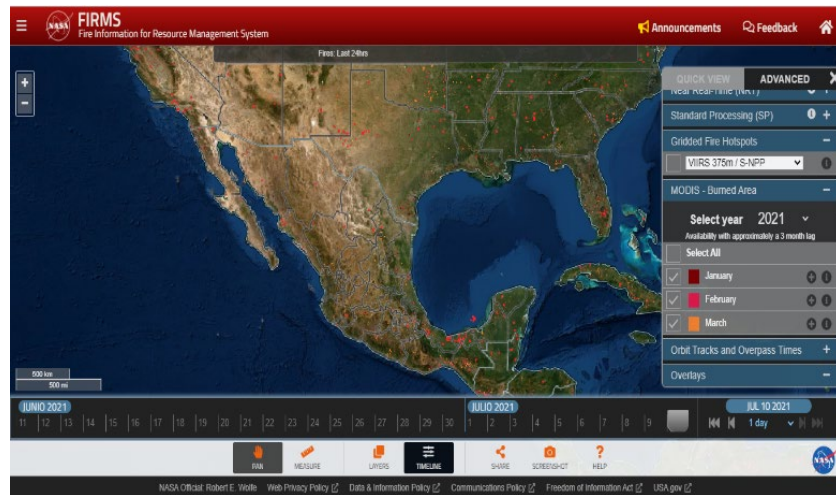 NASA
FIRMS
Fire Information for Resource Management System
Announcements
Feedback
Fires: Last 24hrs
+
-
QUICK VIEW
ADVANCED
Near Real-Time (NRT)
Standard Processing (SP)
Gridded Fire Hotspots
VIIRS 375m / S-NPP
MODIS - Burned Area
Select year 2021
Availability with approximately a 3 month lag
Select All
January
February
March
Orbit Tracks and Overpass Times
Overlays
500 km
500 mi
JUNIO 2021
JULIO 2021
JUL 10 2021
11 12 13 14 15 16 17 18 19 20 21 22 23 24 25 26 27 28 29 30 1 2 3 4 5 6 7 8 9
1 day
PAN
MEASURE
LAYERS
TIMELINE
SHARE
SCREENSHOT
HELP
NASA
NASA Official: Robert E. Wolfe Web Privacy Policy Data & Information Policy Communications Policy Freedom of Information Act USA.gov